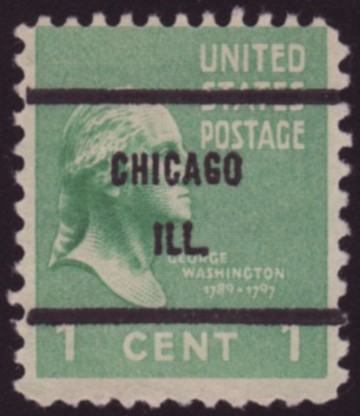 UNITED
STATES
POSTAGE
CHICAGO
ILL.
GEORGE
WASHINGTON
1789-1797
1 CENT 1